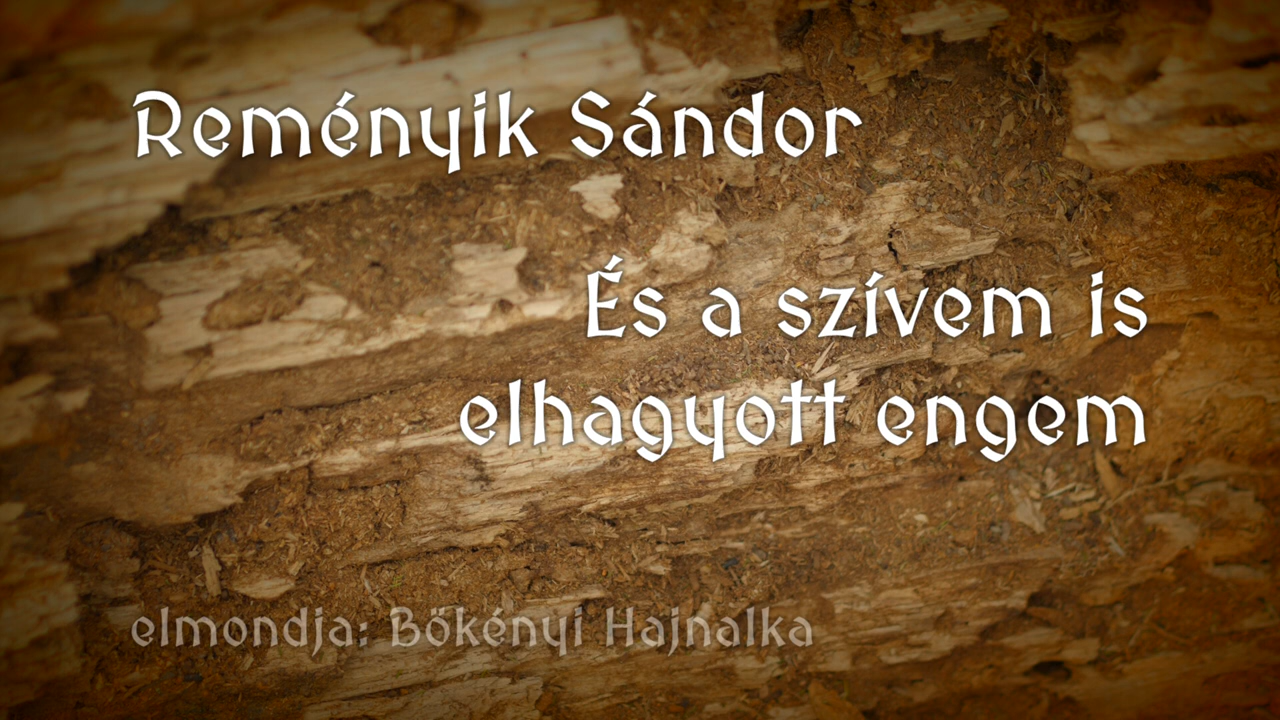 Reményik Sándor
És a szívem is
elhagyott engem
elmondja: Bökényi Hajnalka